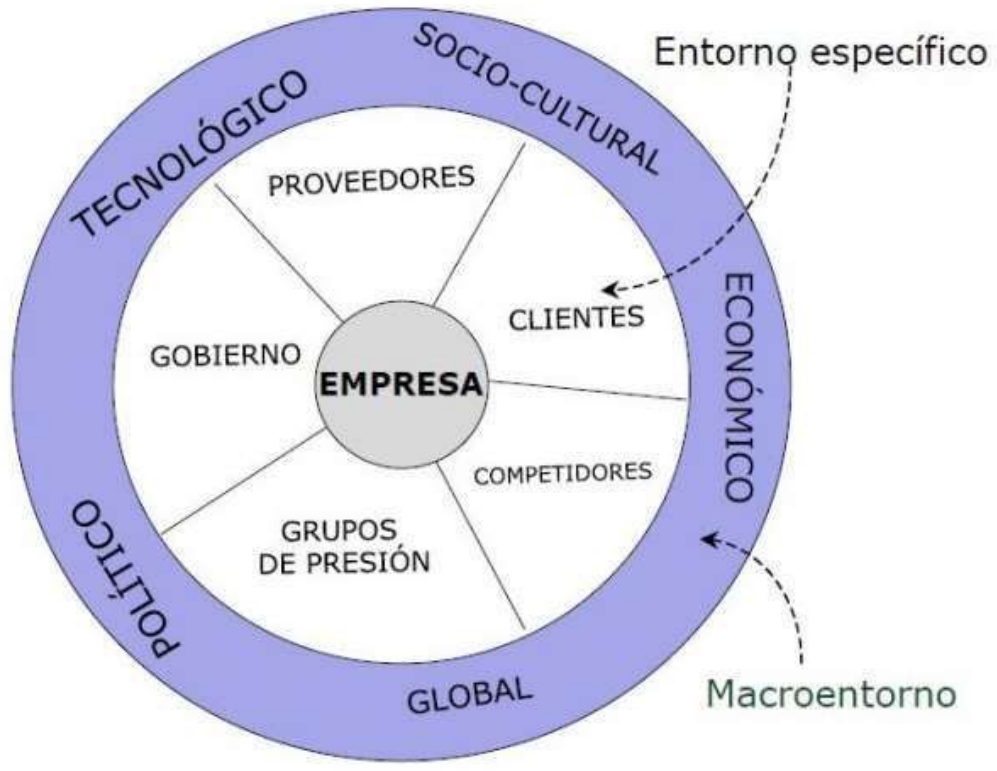 SOCIO-CULTURAL
Entorno específico
TECNOLÓGICO
PROVEEDORES
CLIENTES
ECONÓMICO
GOBIERNO
EMPRESA
COMPETIDORES
GRUPOS
DE PRESIÓN
POLÍTICO
GLOBAL
Macroentorno